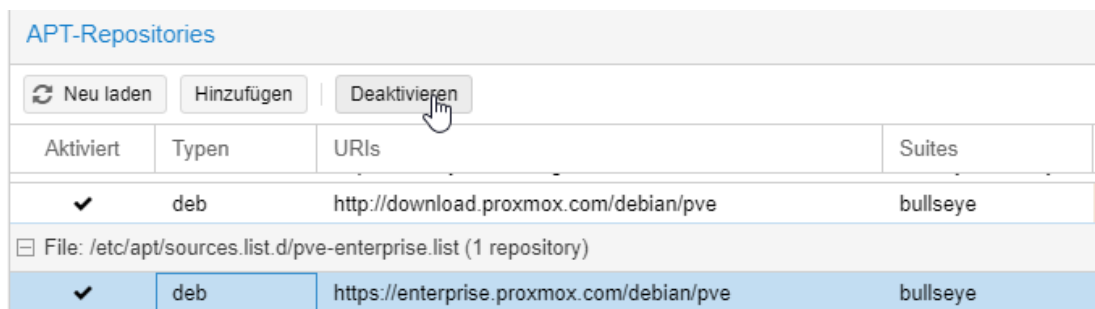 APT-Repositories
Neu laden Hinzufügen Deaktivieren
Aktiviert Typen URIs Suites
deb http://download.proxmox.com/debian/pve bullseye
File: /etc/apt/sources.list.d/pve-enterprise.list (1 repository)
deb https://enterprise.proxmox.com/debian/pve bullseye